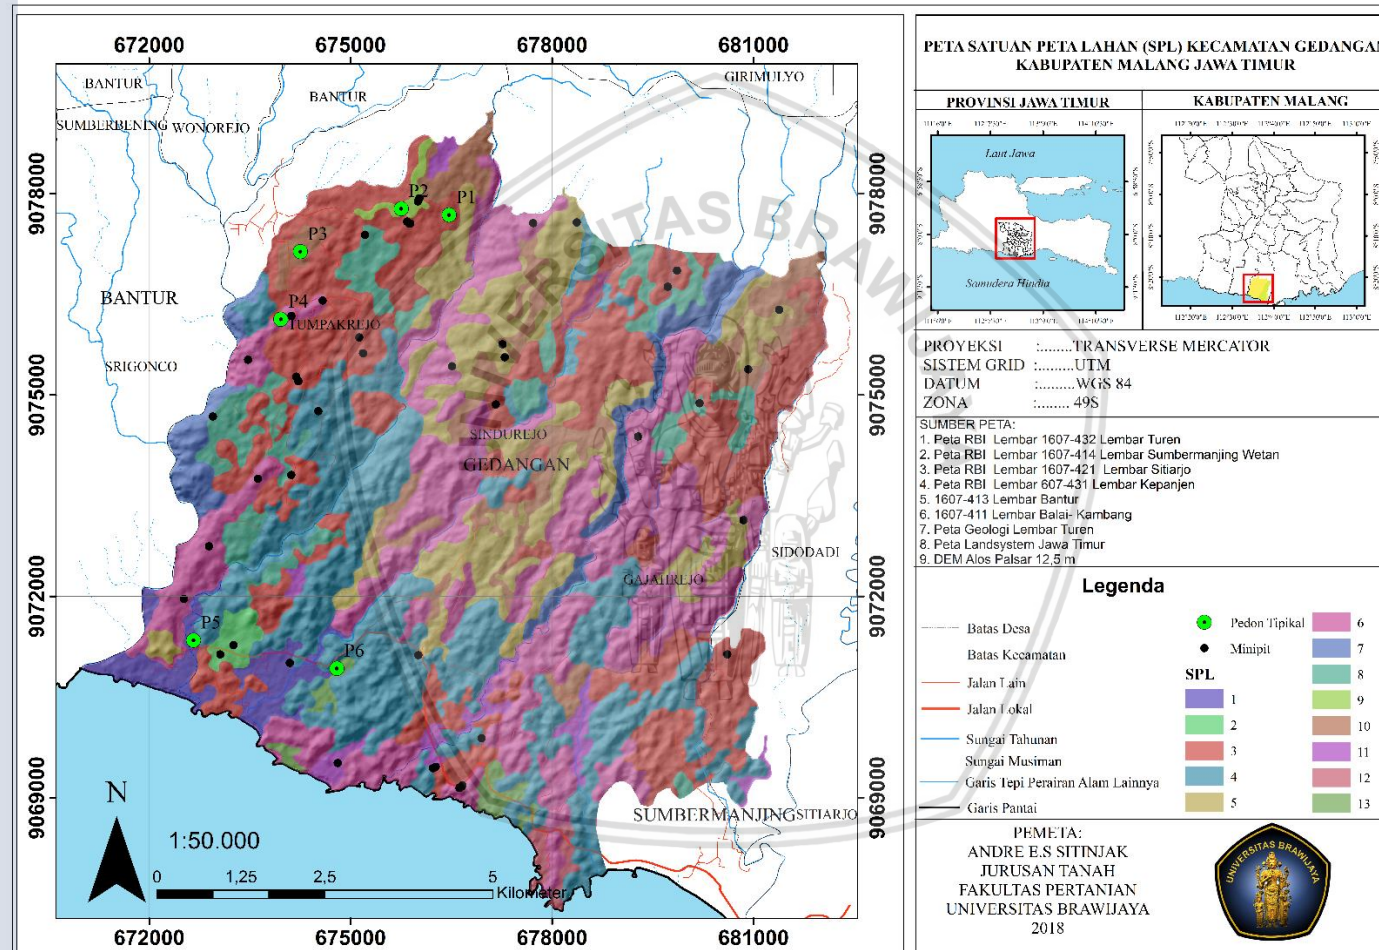 672000 675000 678000 681000
BANTUR
BANTUR
GIRIMULYO
SUMBERBENING WONOREJO
9078000
9078000
P2
P1
P3
BANTUR
P4
TUMPAKREJO
SRIGONCO
9075000
9075000
SINDUREJO
GEDANGAN
SIDODADI
GAJAHREJO
9072000
9072000
P5
P6
9069000
9069000
SUMBERMANJING SITIARJO
N
1:50.000
0 1,25 2,5 5
Kilometer
672000 675000 678000 681000
UNIVERSITAS BRAWIJAYA
PETA SATUAN PETA LAHAN (SPL) KECAMATAN GEDANGAN
KABUPATEN MALANG JAWA TIMUR
PROVINSI JAWA TIMUR
Laut Jawa
Samudera Hindia
KABUPATEN MALANG
PROYEKSI :........TRANSVERSE MERCATOR
SISTEM GRID :........UTM
DATUM :.........WGS 84
ZONA :........ 49S
SUMBER PETA:
1. Peta RBI Lembar 1607-432 Lembar Turen
2. Peta RBI Lembar 1607-414 Lembar Sumbermanjing Wetan
3. Peta RBI Lembar 1607-421 Lembar Sitiarjo
4. Peta RBI Lembar 607-431 Lembar Kepanjen
5. 1607-413 Lembar Bantur
6. 1607-411 Lembar Balai- Kambang
7. Peta Geologi Lembar Turen
8. Peta Landsystem Jawa Timur
9. DEM Alos Palsar 12,5 m
Legenda
Batas Desa
Batas Kecamatan
Jalan Lain
Jalan Lokal
Sungai Tahunan
Sungai Musiman
Garis Tepi Perairan Alam Lainnya
Garis Pantai
Pedon Tipikal
Minipit
SPL
1
2
3
4
5
6
7
8
9
10
11
12
13
PEMETA:
ANDRE E.S SITINJAK
JURUSAN TANAH
FAKULTAS PERTANIAN
UNIVERSITAS BRAWIJAYA
2018
UNIVERSITAS BRAWIJAYA